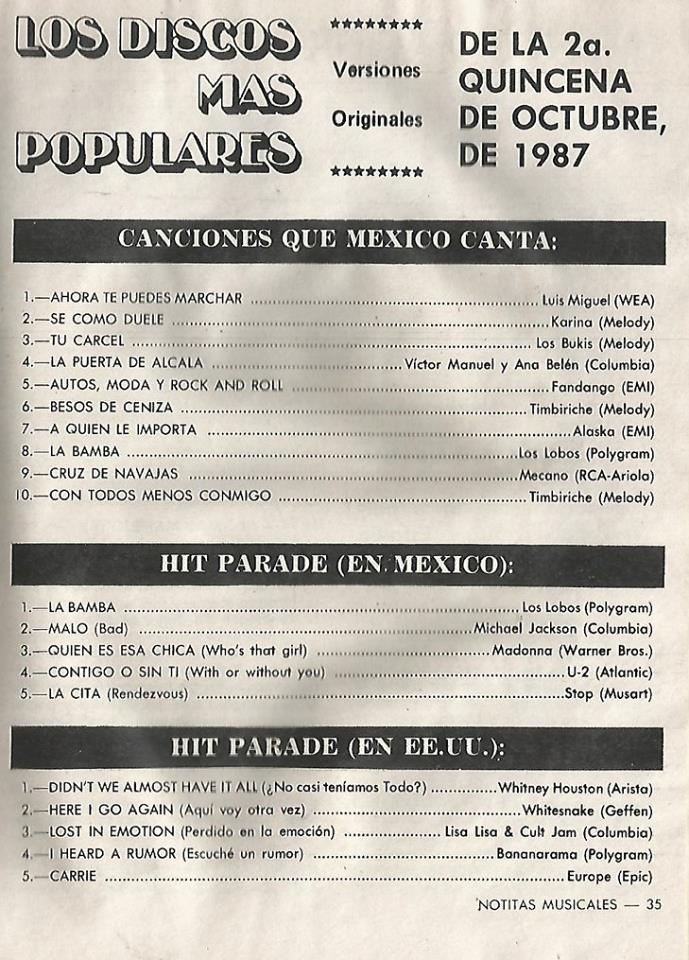 LOS DISCOS
MAS
POPULARES
★★★★★★★★
Versiones
Originales
★★★★★★★★
DE LA 2a.
QUINCENA
DE OCTUBRE,
DE 1987
CANCIONES QUE MEXICO CANTA:
1.—AHORA TE PUEDES MARCHAR ........ Luis Miguel (WEA)
2.—SE COMO DUELE ........ Karina (Melody)
3.—TU CARCEL ........ Los Bukis (Melody)
4.—LA PUERTA DE ALCALA ........ Víctor Manuel y Ana Belén (Columbia)
5.—AUTOS, MODA Y ROCK AND ROLL ........ Fandango (EMI)
6.—BESOS DE CENIZA ........ Timbiriche (Melody)
7.—A QUIEN LE IMPORTA ........ Alaska (EMI)
8.—LA BAMBA ........ Los Lobos (Polygram)
9.—CRUZ DE NAVAJAS ........ Mecano (RCA-Ariola)
10.—CON TODOS MENOS CONMIGO ........ Timbiriche (Melody)
HIT PARADE (EN MEXICO):
1.—LA BAMBA ........ Los Lobos (Polygram)
2.—MALO (Bad) ........ Michael Jackson (Columbia)
3.—QUIEN ES ESA CHICA (Who's that girl) ........ Madonna (Warner Bros.)
4.—CONTIGO O SIN TI (With or without you) ........ U-2 (Atlantic)
5.—LA CITA (Rendezvous) ........ Stop (Musart)
HIT PARADE (EN EE.UU.):
1.—DIDN'T WE ALMOST HAVE IT ALL (¿No casi teníamos Todo?) ........ Whitney Houston (Arista)
2.—HERE I GO AGAIN (Aquí voy otra vez) ........ Whitesnake (Geffen)
3.—LOST IN EMOTION (Perdido en la emoción) ........ Lisa Lisa & Cult Jam (Columbia)
4.—I HEARD A RUMOR (Escuché un rumor) ........ Bananarama (Polygram)
5.—CARRIE ........ Europe (Epic)
NOTITAS MUSICALES — 35